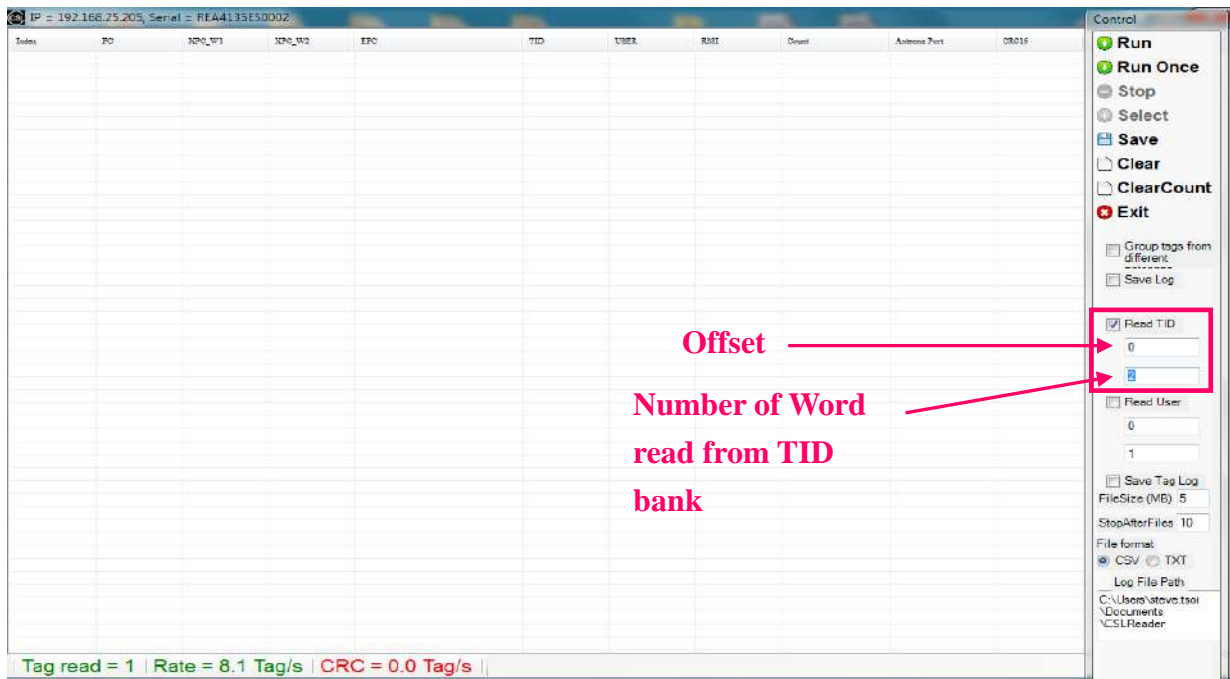 IP = 192.168.25.205, Serial = REA4135ES0002
Control
Index PC XPC_W1 XPC_W2 EPC TID USER RSSI Count Antenna Port CRC16
Run
Run Once
Stop
Select
Save
Clear
ClearCount
Exit
Group tags from
different
Save Log
Read TID
Offset
0
2
Number of Word
read from TID
bank
Read User
0
1
Save Tag Log
FileSize (MB) 5
StopAfterFiles 10
File format
CSV TXT
Log File Path
C:\Users\steve.tsoi
\Documents
\CSLReader
Tag read = 1 | Rate = 8.1 Tag/s | CRC = 0.0 Tag/s